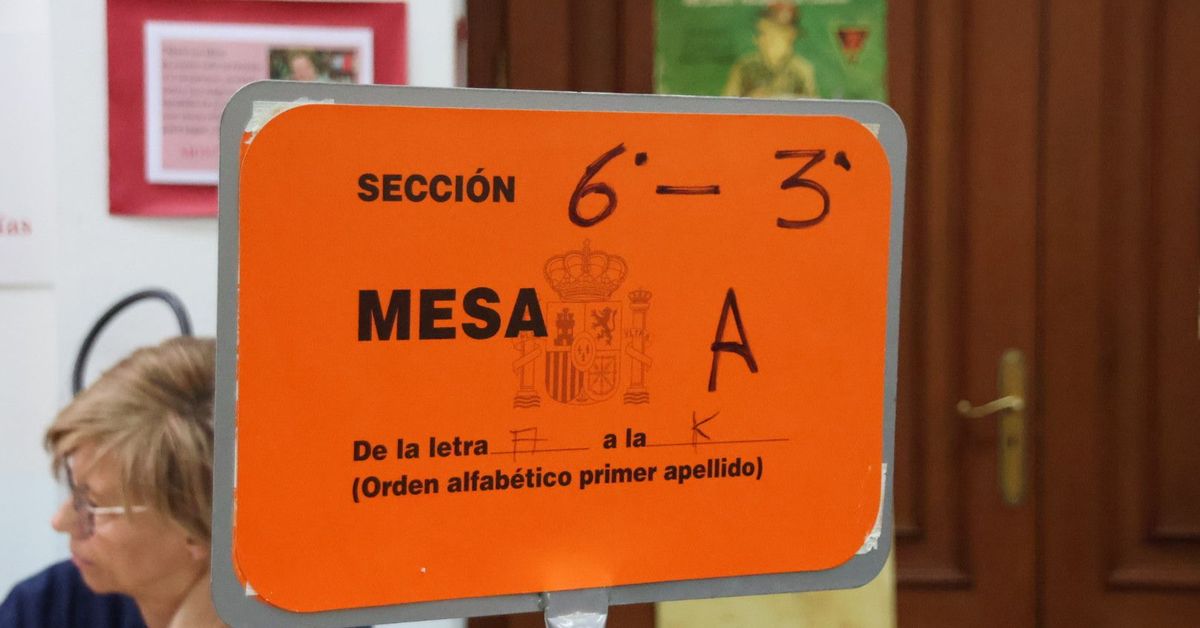 SECCIÓN 6ª - 3ª
MESA A
De la letra A a la K
(Orden alfabético primer apellido)